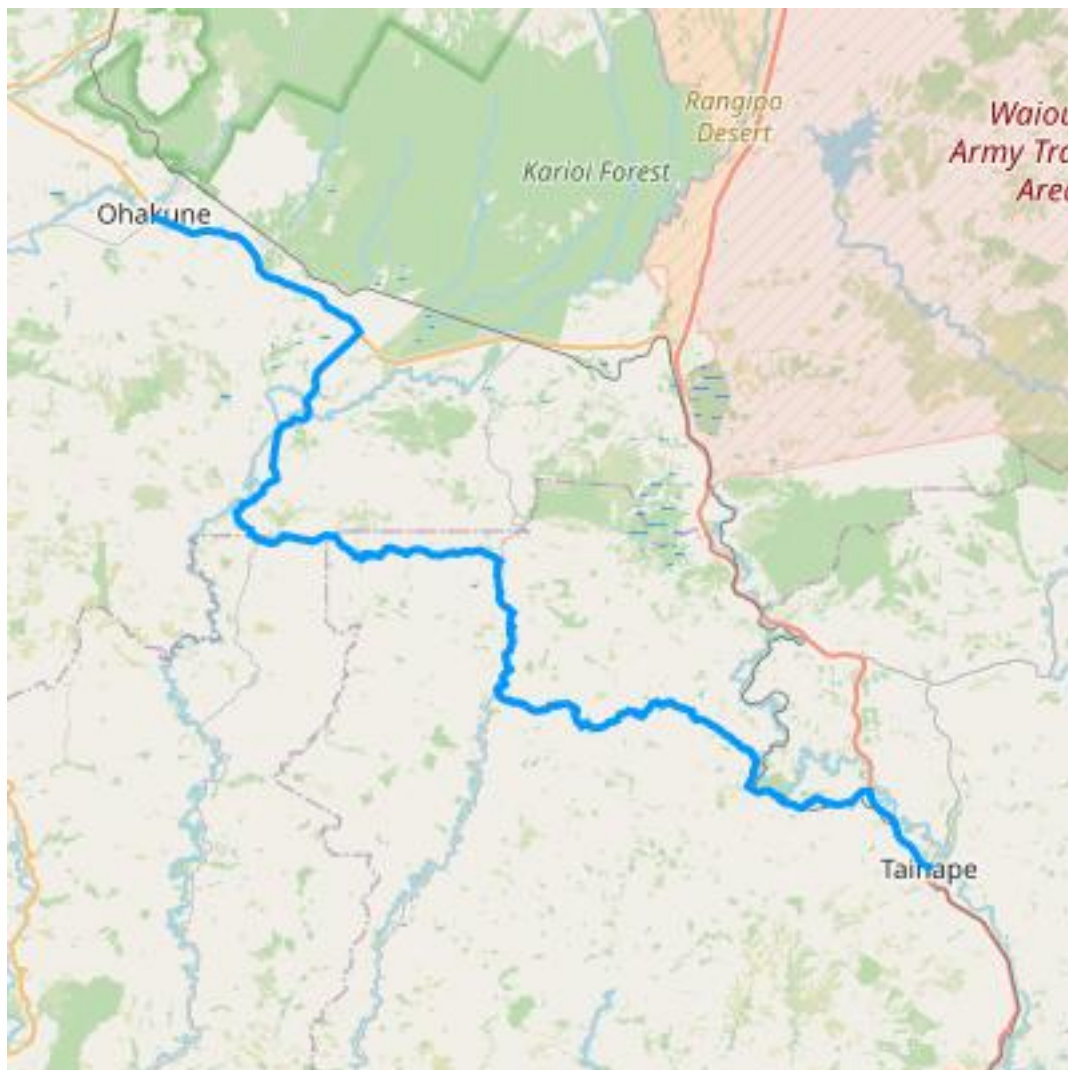 Rangipo
Desert
Waiou
Army Tra
Area
Karioi Forest
Ohakune
Taihape